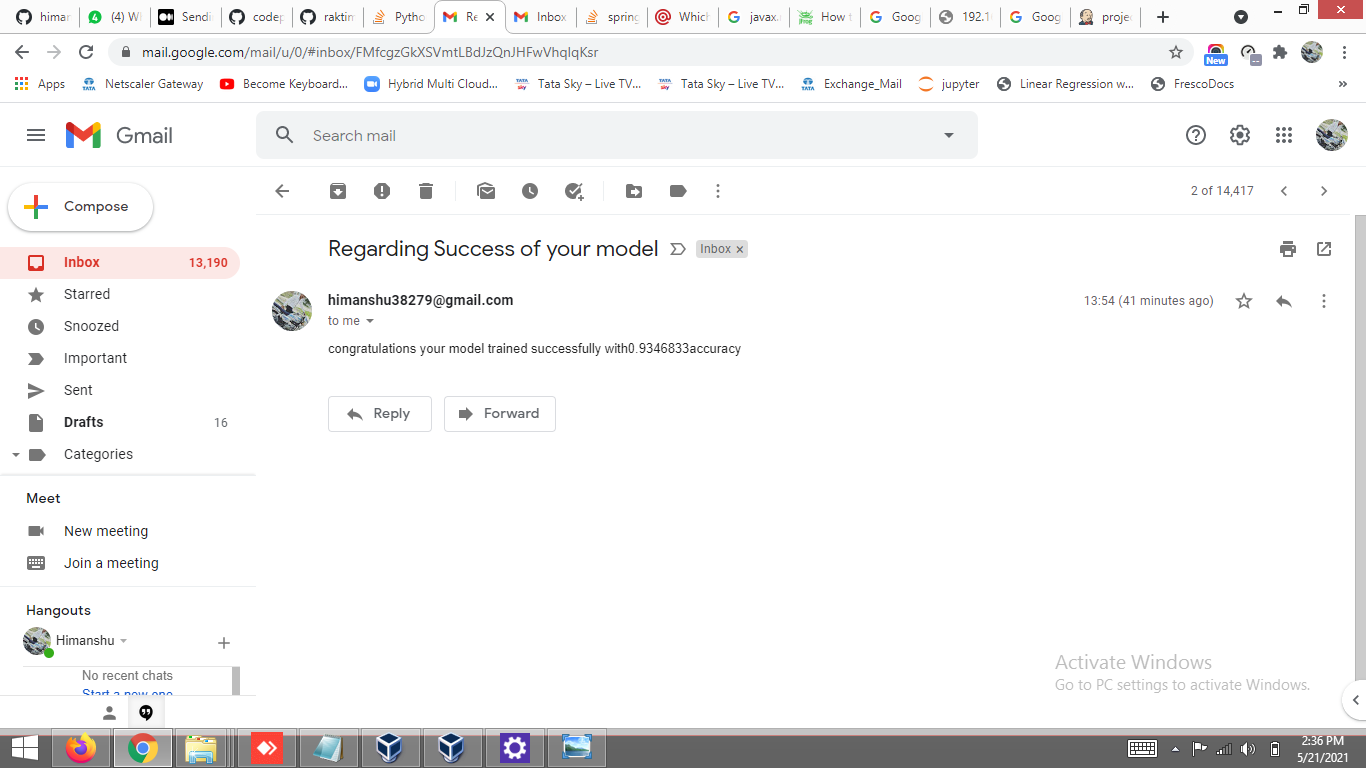 himan
(4) Wh
Sendi
codep
raktim
Pytho
Re
Inbox
spring
Which
javax.
How t
Goog
192.1
Goog
projec
mail.google.com/mail/u/0/#inbox/FMfcgzGkXSVmtLBdJzQnJHFwVhqlqKsr
New
Apps
Netscaler Gateway
Become Keyboard...
Hybrid Multi Cloud...
Tata Sky – Live TV...
Tata Sky – Live TV...
Exchange_Mail
jupyter
Linear Regression w...
FrescoDocs
»
Gmail
Search mail
Compose
2 of 14,417
Inbox 13,190
Starred
Snoozed
Important
Sent
Drafts 16
Categories
Meet
New meeting
Join a meeting
Hangouts
Himanshu
No recent chats
Start a new one
Regarding Success of your model
Inbox ×
himanshu38279@gmail.com
13:54 (41 minutes ago)
to me
congratulations your model trained successfully with0.9346833accuracy
Reply
Forward
Activate Windows
Go to PC settings to activate Windows.
2:36 PM
5/21/2021